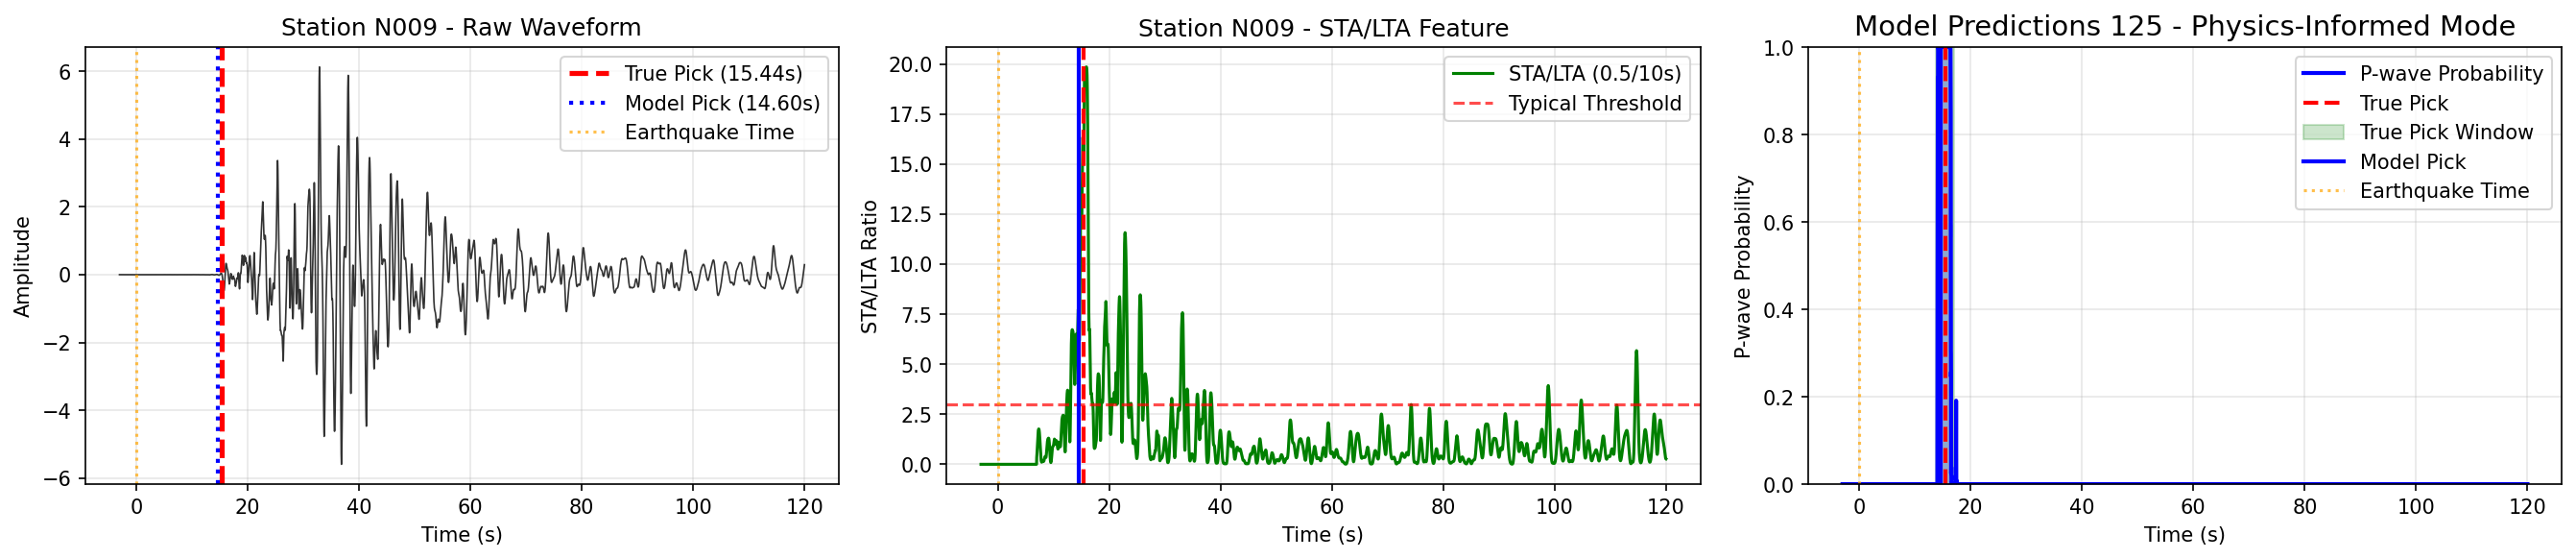 Station N009 - Raw Waveform
Amplitude
6
4
2
0
−2
−4
−6
True Pick (15.44s)
Model Pick (14.60s)
Earthquake Time
0
20
40
60
80
100
120
Time (s)
Station N009 - STA/LTA Feature
STA/LTA Ratio
20.0
17.5
15.0
12.5
10.0
7.5
5.0
2.5
0.0
STA/LTA (0.5/10s)
Typical Threshold
0
20
40
60
80
100
120
Time (s)
Model Predictions 125 - Physics-Informed Mode
P-wave Probability
1.0
0.8
0.6
0.4
0.2
0.0
P-wave Probability
True Pick
True Pick Window
Model Pick
Earthquake Time
0
20
40
60
80
100
120
Time (s)